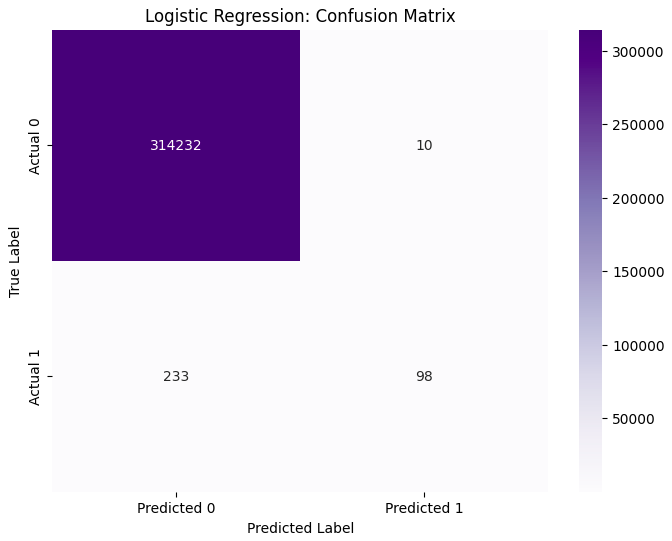 Logistic Regression: Confusion Matrix
True Label
Actual 0
Actual 1
314232
10
233
98
Predicted 0
Predicted 1
Predicted Label
300000
250000
200000
150000
100000
50000